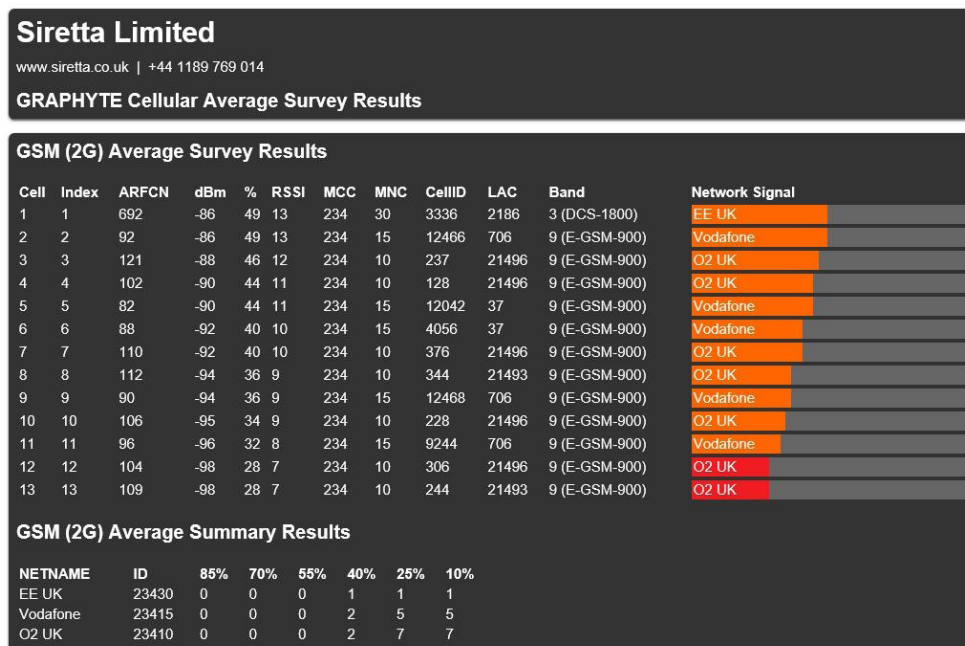 Siretta Limited
www.siretta.co.uk | +44 1189 769 014
GRAPHYTE Cellular Average Survey Results
GSM (2G) Average Survey Results
Cell Index ARFCN dBm % RSSI MCC MNC CellID LAC Band Network Signal
1 1 692 -86 49 13 234 30 3336 2186 3 (DCS-1800) EE UK
2 2 92 -86 49 13 234 15 12466 706 9 (E-GSM-900) Vodafone
3 3 121 -88 46 12 234 10 237 21496 9 (E-GSM-900) O2 UK
4 4 102 -90 44 11 234 10 128 21496 9 (E-GSM-900) O2 UK
5 5 82 -90 44 11 234 15 12042 37 9 (E-GSM-900) Vodafone
6 6 88 -92 40 10 234 15 4056 37 9 (E-GSM-900) Vodafone
7 7 110 -92 40 10 234 10 376 21496 9 (E-GSM-900) O2 UK
8 8 112 -94 36 9 234 10 344 21493 9 (E-GSM-900) O2 UK
9 9 90 -94 36 9 234 15 12468 706 9 (E-GSM-900) Vodafone
10 10 106 -95 34 9 234 10 228 21496 9 (E-GSM-900) O2 UK
11 11 96 -96 32 8 234 15 9244 706 9 (E-GSM-900) Vodafone
12 12 104 -98 28 7 234 10 306 21496 9 (E-GSM-900) O2 UK
13 13 109 -98 28 7 234 10 244 21493 9 (E-GSM-900) O2 UK
GSM (2G) Average Summary Results
NETNAME ID 85% 70% 55% 40% 25% 10%
EE UK 23430 0 0 0 1 1 1
Vodafone 23415 0 0 0 2 5 5
O2 UK 23410 0 0 0 2 7 7